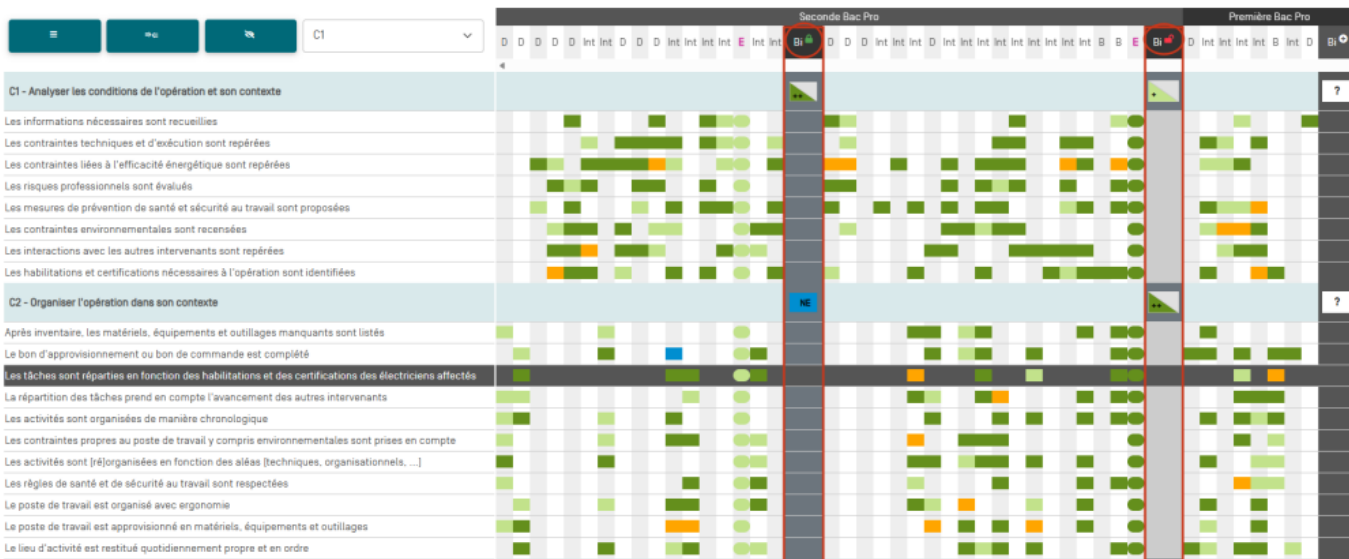 C1
Seconde Bac Pro
Première Bac Pro
D D D D D Int Int D D D Int Int Int Int E Int Int Bi D D D Int Int Int D Int Int Int Int Int Int Int Int Int B B E Bi D Int Int Int Int B Int D Bi
C1 - Analyser les conditions de l'opération et son contexte
++
+
?
Les informations nécessaires sont recueillies
Les contraintes techniques et d'exécution sont repérées
Les contraintes liées à l'efficacité énergétique sont repérées
Les risques professionnels sont évalués
Les mesures de prévention de santé et sécurité au travail sont proposées
Les contraintes environnementales sont recensées
Les interactions avec les autres intervenants sont repérées
Les habilitations et certifications nécessaires à l'opération sont identifiées
C2 - Organiser l'opération dans son contexte
NE
++
?
Après inventaire, les matériels, équipements et outillages manquants sont listés
Le bon d'approvisionnement ou bon de commande est complété
Les tâches sont réparties en fonction des habilitations et des certifications des électriciens affectés
La répartition des tâches prend en compte l'avancement des autres intervenants
Les activités sont organisées de manière chronologique
Les contraintes propres au poste de travail y compris environnementales sont prises en compte
Les activités sont [ré]organisées en fonction des aléas [techniques, organisationnels, ...]
Les règles de santé et de sécurité au travail sont respectées
Le poste de travail est organisé avec ergonomie
Le poste de travail est approvisionné en matériels, équipements et outillages
Le lieu d'activité est restitué quotidiennement propre et en ordre